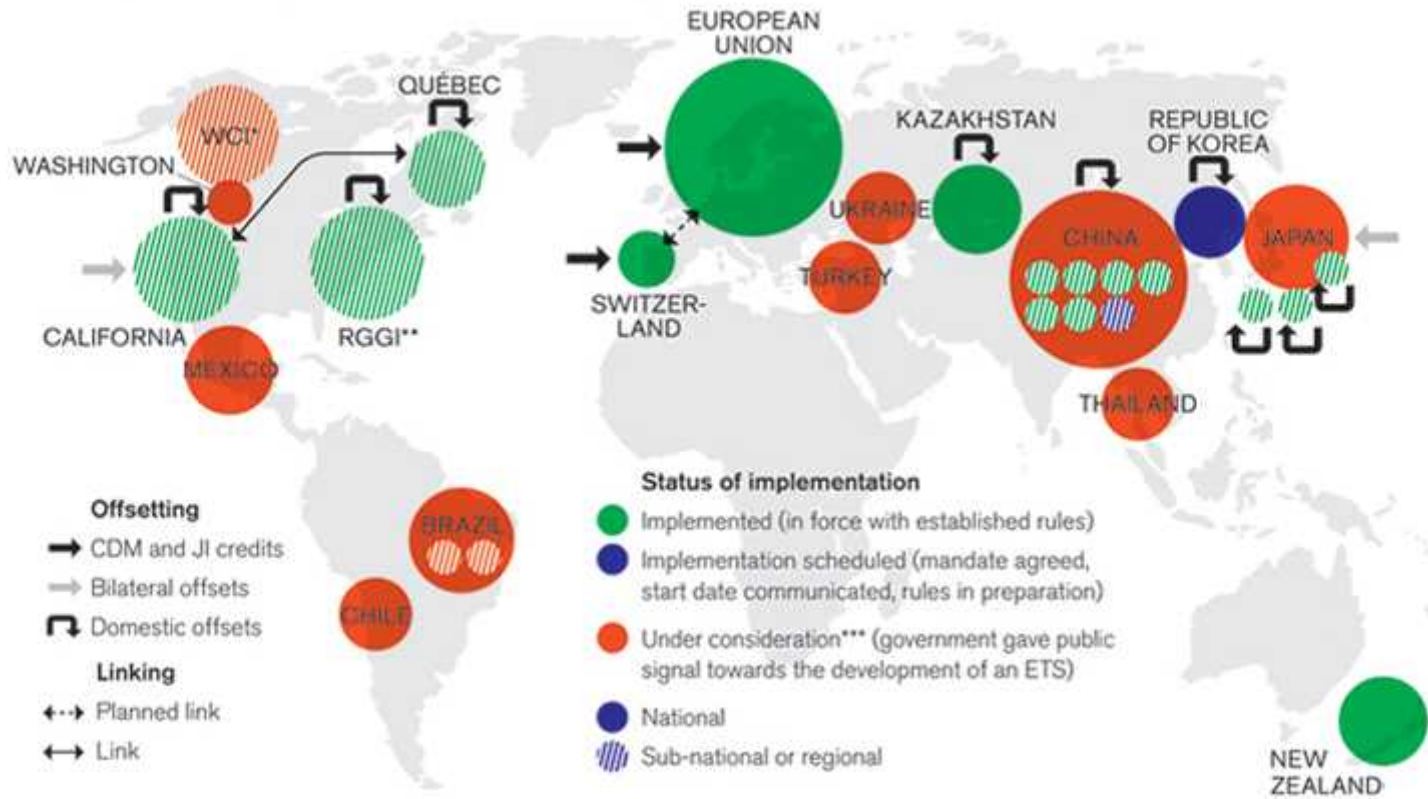 EUROPEAN
UNION
QUÉBEC
WCI*
WASHINGTON
KAZAKHSTAN
REPUBLIC
OF KOREA
UKRAINE
CHINA
JAPAN
TURKEY
SWITZER-
LAND
CALIFORNIA
RGGI**
MEXICO
THAILAND
BRAZIL
CHILE
NEW
ZEALAND
Offsetting
CDM and JI credits
Bilateral offsets
Domestic offsets
Linking
Planned link
Link
Status of implementation
Implemented (in force with established rules)
Implementation scheduled (mandate agreed,
start date communicated, rules in preparation)
Under consideration*** (government gave public
signal towards the development of an ETS)
National
Sub-national or regional